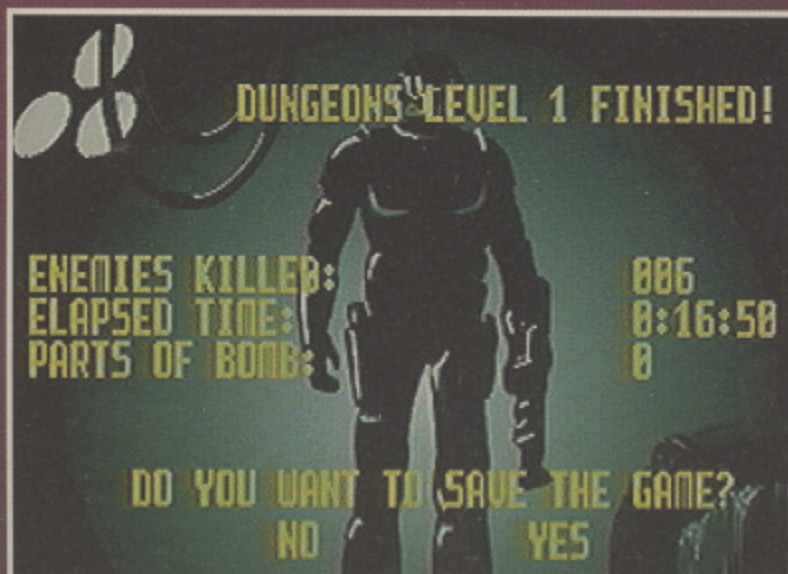 DUNGEONS LEVEL 1 FINISHED!
ENEMIES KILLED: 006
ELAPSED TIME: 0:16:50
PARTS OF BOMB: 0
DO YOU WANT TO SAVE THE GAME?
NO YES